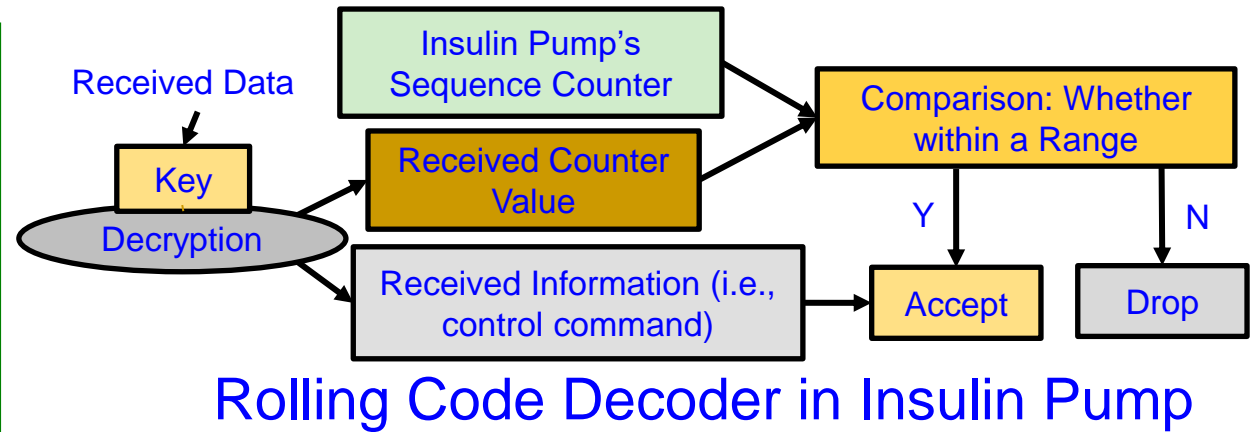 Received Data
Key
Decryption
Insulin Pump’s
Sequence Counter
Received Counter
Value
Received Information (i.e.,
control command)
Comparison: Whether
within a Range
Y
N
Accept
Drop
Rolling Code Decoder in Insulin Pump